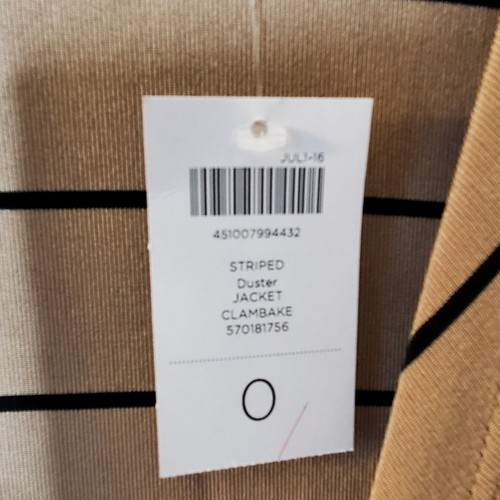 JUL1-16
451007994432
STRIPED
Duster
JACKET
CLAMBAKE
570181756
0